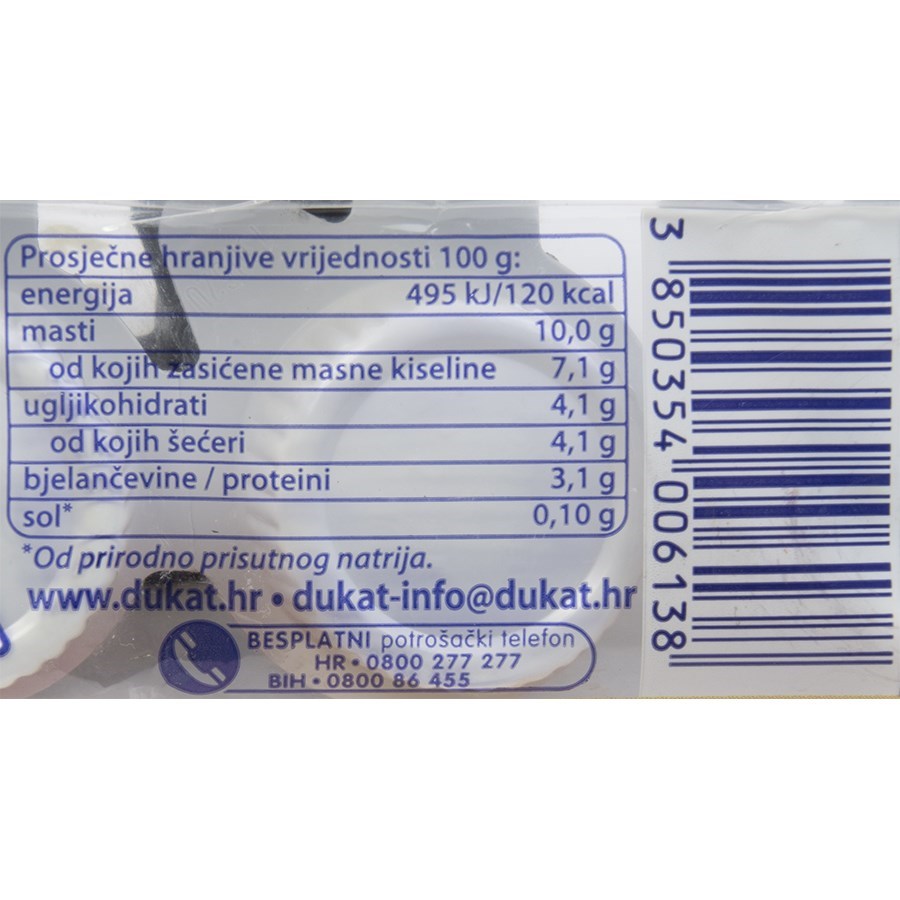 Prosječne hranjive vrijednosti 100 g:
energija 495 kJ/120 kcal
masti 10,0 g
od kojih zasićene masne kiseline 7,1 g
ugljikohidrati 4,1 g
od kojih šećeri 4,1 g
bjelančevine / proteini 3,1 g
sol* 0,10 g
*Od prirodno prisutnog natrija.
www.dukat.hr • dukat-info@dukat.hr
BESPLATNI potrošački telefon
HR • 0800 277 277
BIH • 0800 86 455
3 850354 006138